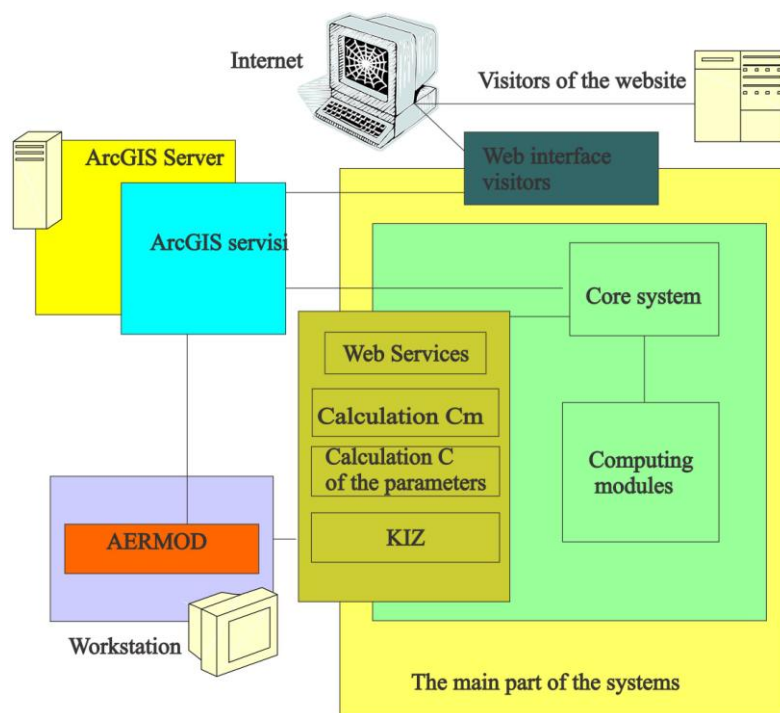 Internet
Visitors of the website
ArcGIS Server
Web interface
visitors
ArcGIS servisi
Core system
Web Services
Calculation Cm
Calculation C
of the parameters
Computing
modules
KIZ
AERMOD
Workstation
The main part of the systems